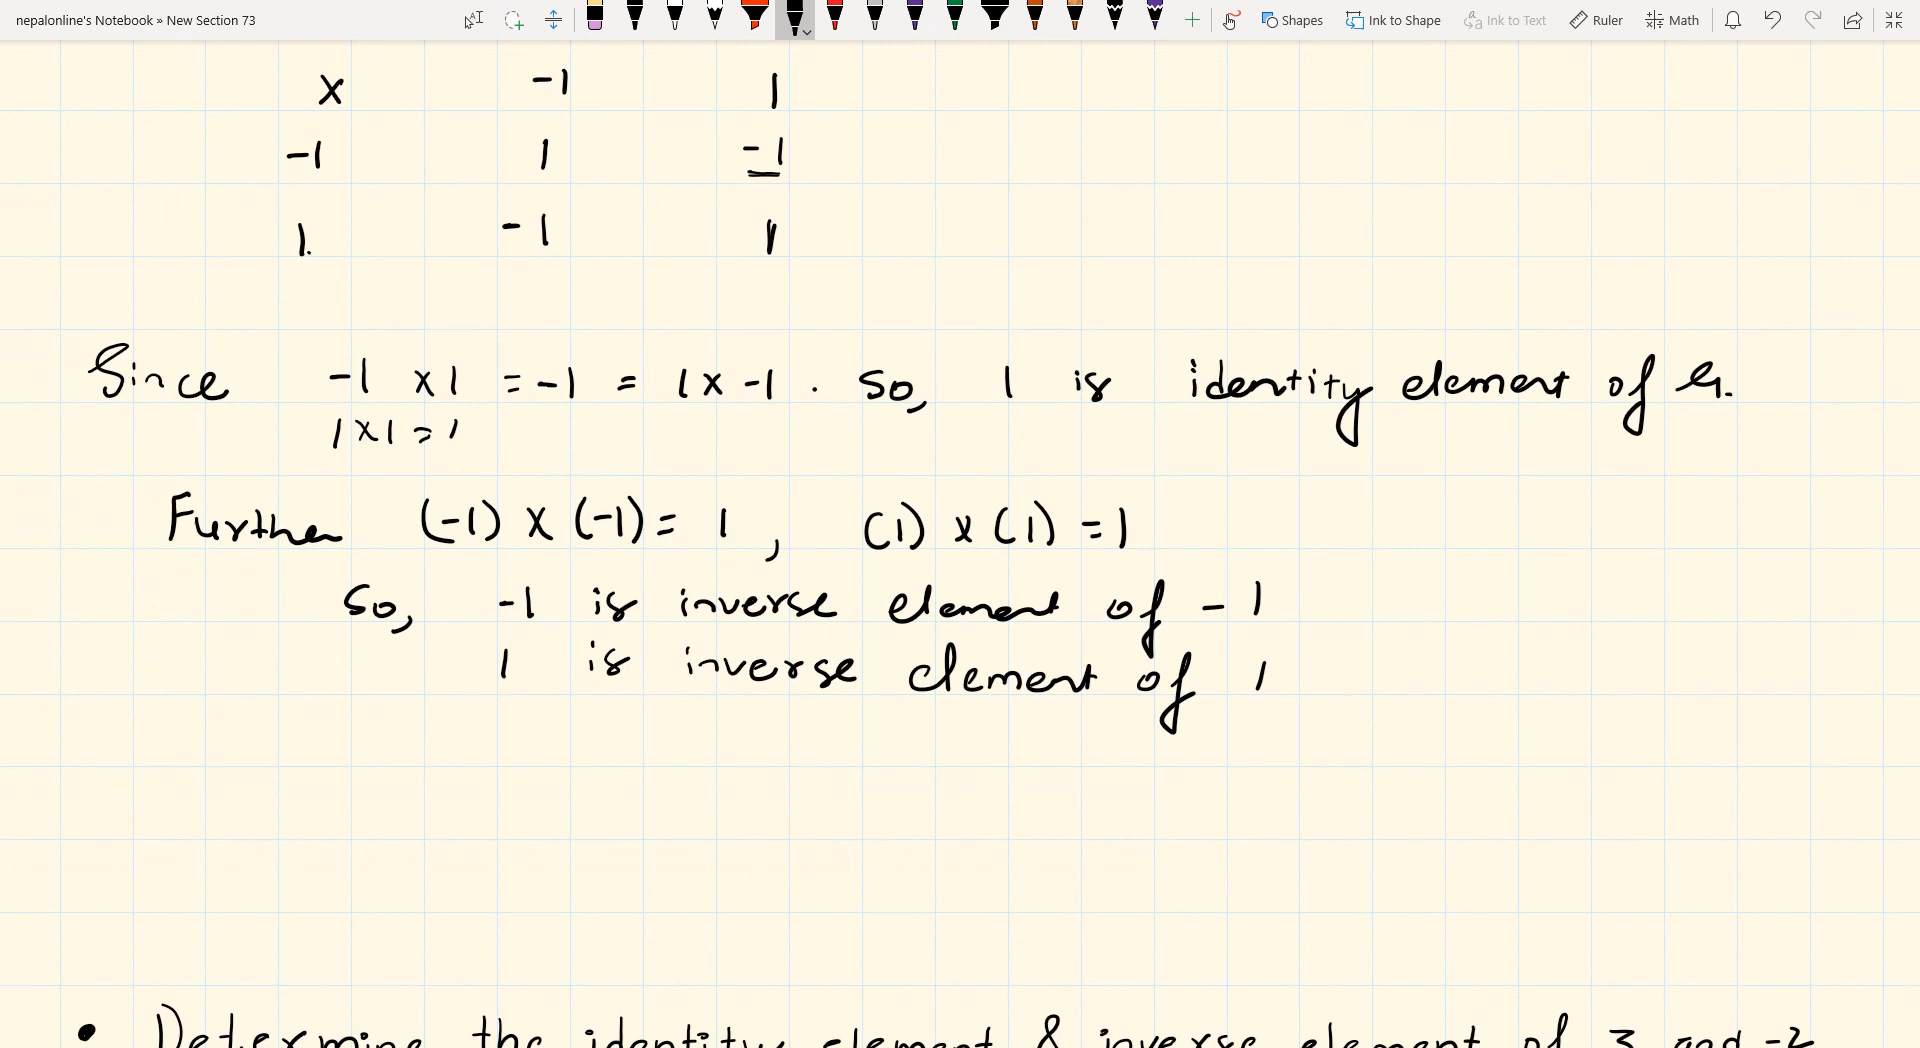 nepalonline's Notebook » New Section 73
Shapes Ink to Shape Ink to Text Ruler Math
× -1 1
-1 1 -1
1. -1 1
Since -1 × 1 = -1 = 1 × -1 . So, 1 is identity element of G.
1 × 1 = 1
Further (-1) × (-1) = 1 , (1) × (1) = 1
So, -1 is inverse element of -1
1 is inverse element of 1
• Determine the identity element & inverse element of 3 and -2